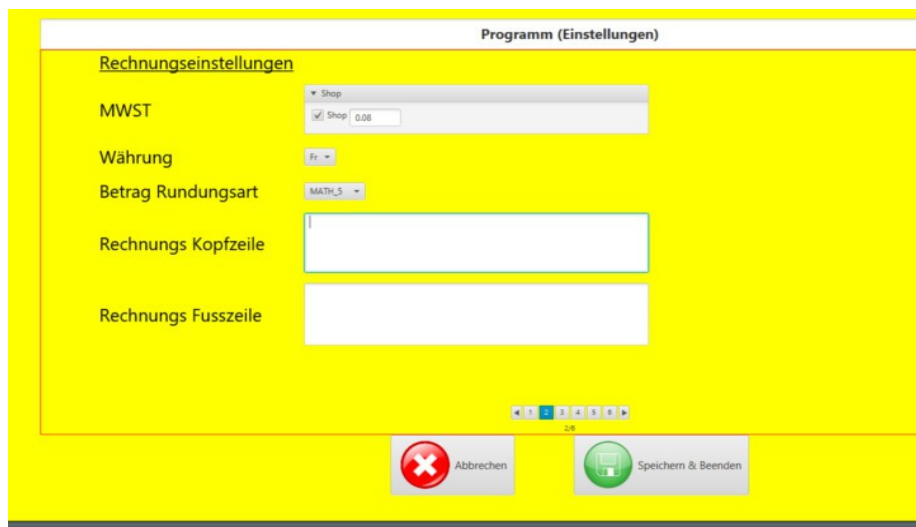 Programm (Einstellungen)
Rechnungseinstellungen
Shop
MWST
Shop 0.08
Währung Fr
Betrag Rundungsart MATH_5
Rechnungs Kopfzeile
Rechnungs Fusszeile
1 2 3 4 5 6
2/6
Abbrechen Speichern & Beenden